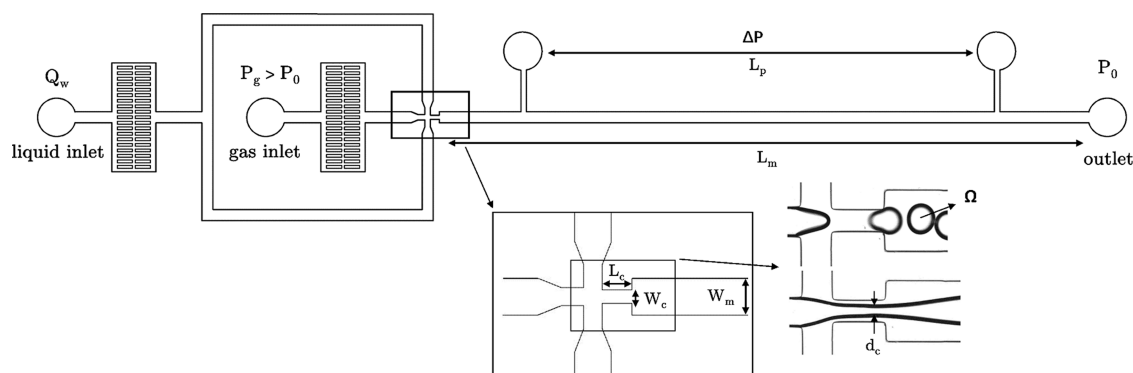 Q_w
liquid inlet
P_g > P_0
gas inlet
ΔP
L_p
P_0
outlet
L_m
L_c
W_c
W_m
Ω
d_c